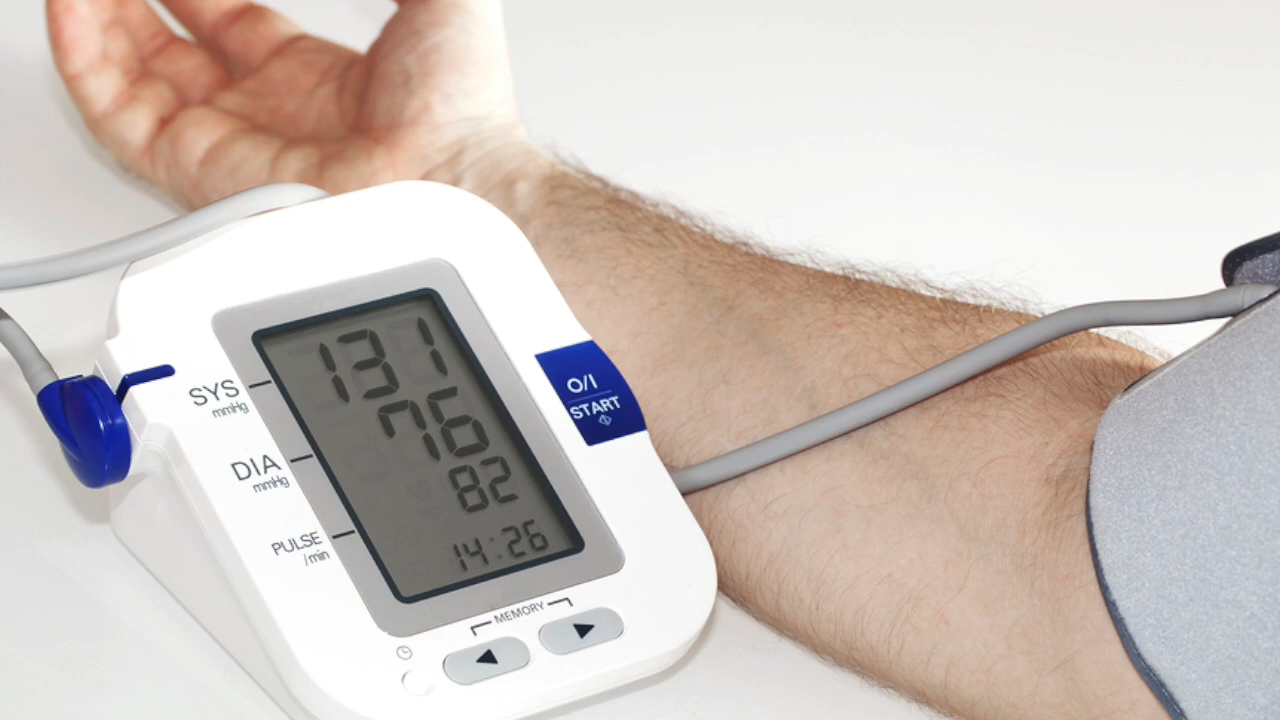 131
76
82
14:26
SYS
mmHg
DIA
mmHg
PULSE
/min
O/I
START
MEMORY